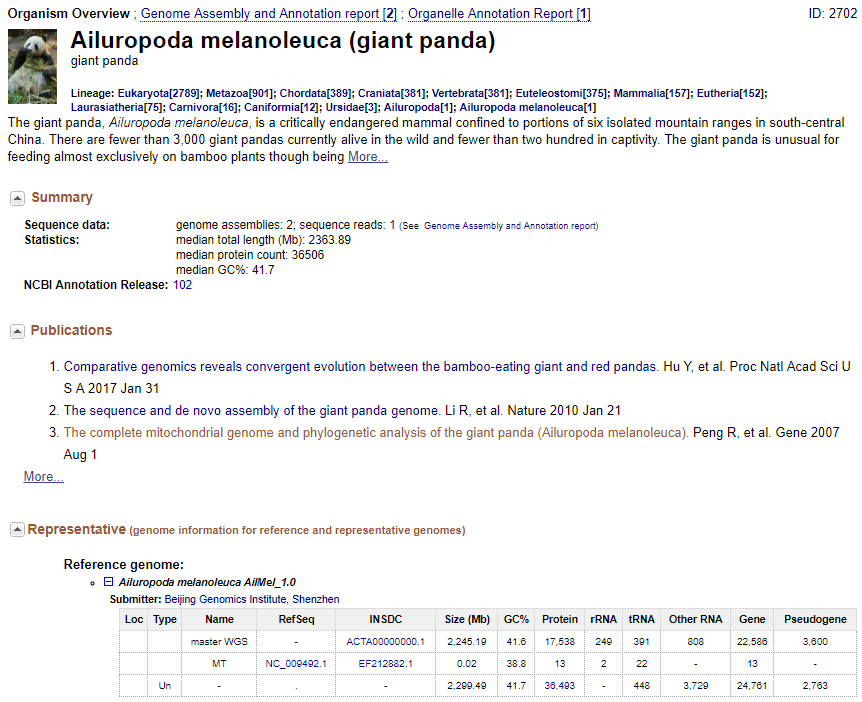 Organism Overview ; Genome Assembly and Annotation report [2] ; Organelle Annotation Report [1] ID: 2702
Ailuropoda melanoleuca (giant panda)
giant panda
Lineage: Eukaryota[2789]; Metazoa[901]; Chordata[389]; Craniata[381]; Vertebrata[381]; Euteleostomi[375]; Mammalia[157]; Eutheria[152];
Laurasiatheria[75]; Carnivora[16]; Caniformia[12]; Ursidae[3]; Ailuropoda[1]; Ailuropoda melanoleuca[1]
The giant panda, Ailuropoda melanoleuca, is a critically endangered mammal confined to portions of six isolated mountain ranges in south-central
China. There are fewer than 3,000 giant pandas currently alive in the wild and fewer than two hundred in captivity. The giant panda is unusual for
feeding almost exclusively on bamboo plants though being More...
Summary
Sequence data: genome assemblies: 2; sequence reads: 1 (See Genome Assembly and Annotation report)
Statistics: median total length (Mb): 2363.89
median protein count: 36506
median GC%: 41.7
NCBI Annotation Release: 102
Publications
1. Comparative genomics reveals convergent evolution between the bamboo-eating giant and red pandas. Hu Y, et al. Proc Natl Acad Sci U
S A 2017 Jan 31
2. The sequence and de novo assembly of the giant panda genome. Li R, et al. Nature 2010 Jan 21
3. The complete mitochondrial genome and phylogenetic analysis of the giant panda (Ailuropoda melanoleuca). Peng R, et al. Gene 2007
Aug 1
More...
Representative (genome information for reference and representative genomes)
Reference genome:
Ailuropoda melanoleuca AilMel_1.0
Submitter: Beijing Genomics Institute, Shenzhen
Loc Type Name RefSeq INSDC Size (Mb) GC% Protein rRNA tRNA Other RNA Gene Pseudogene
master WGS - ACTA00000000.1 2,245.19 41.6 17,538 249 391 808 22,586 3,600
MT NC_009492.1 EF212882.1 0.02 38.8 13 2 22 - 13 -
Un - . - 2,299.49 41.7 36,493 - 448 3,729 24,761 2,763